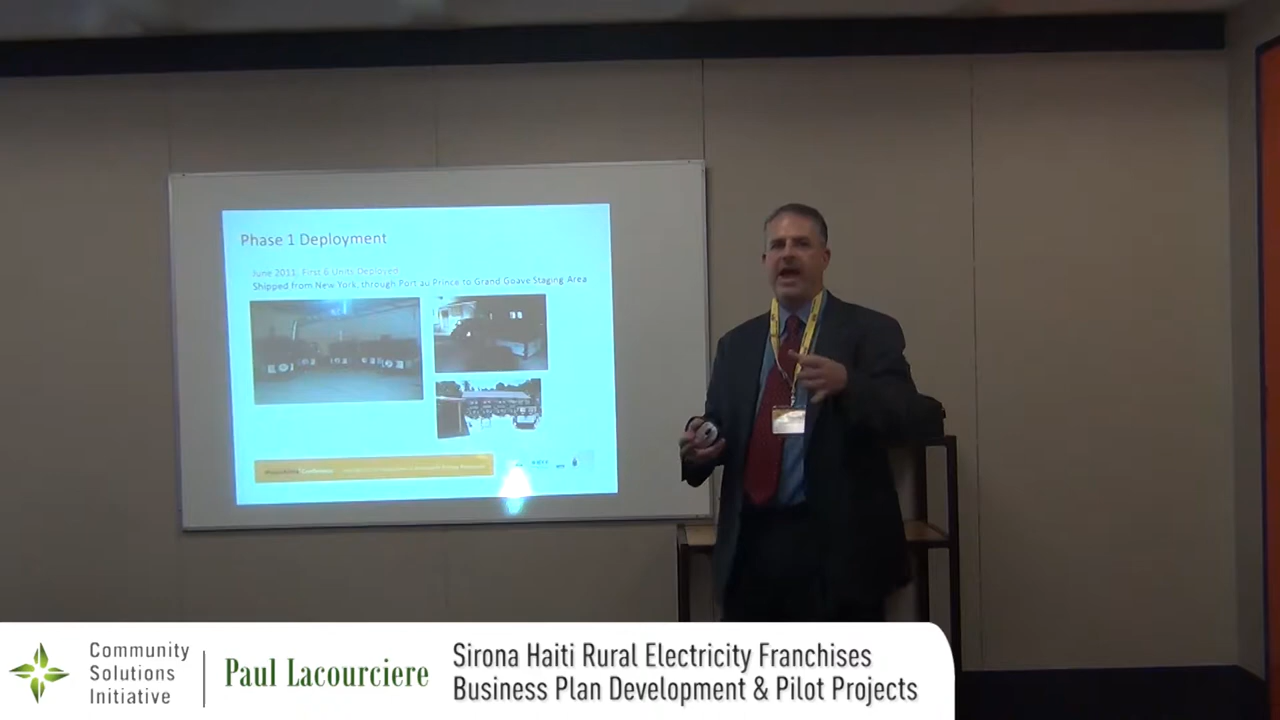 Phase 1 Deployment
June 2011, First 6 Units Deployed
Shipped from New York, through Port au Prince to Grand Goave Staging Area
Community
Solutions
Initiative
Paul Lacourciere
Sirona Haiti Rural Electricity Franchises
Business Plan Development & Pilot Projects